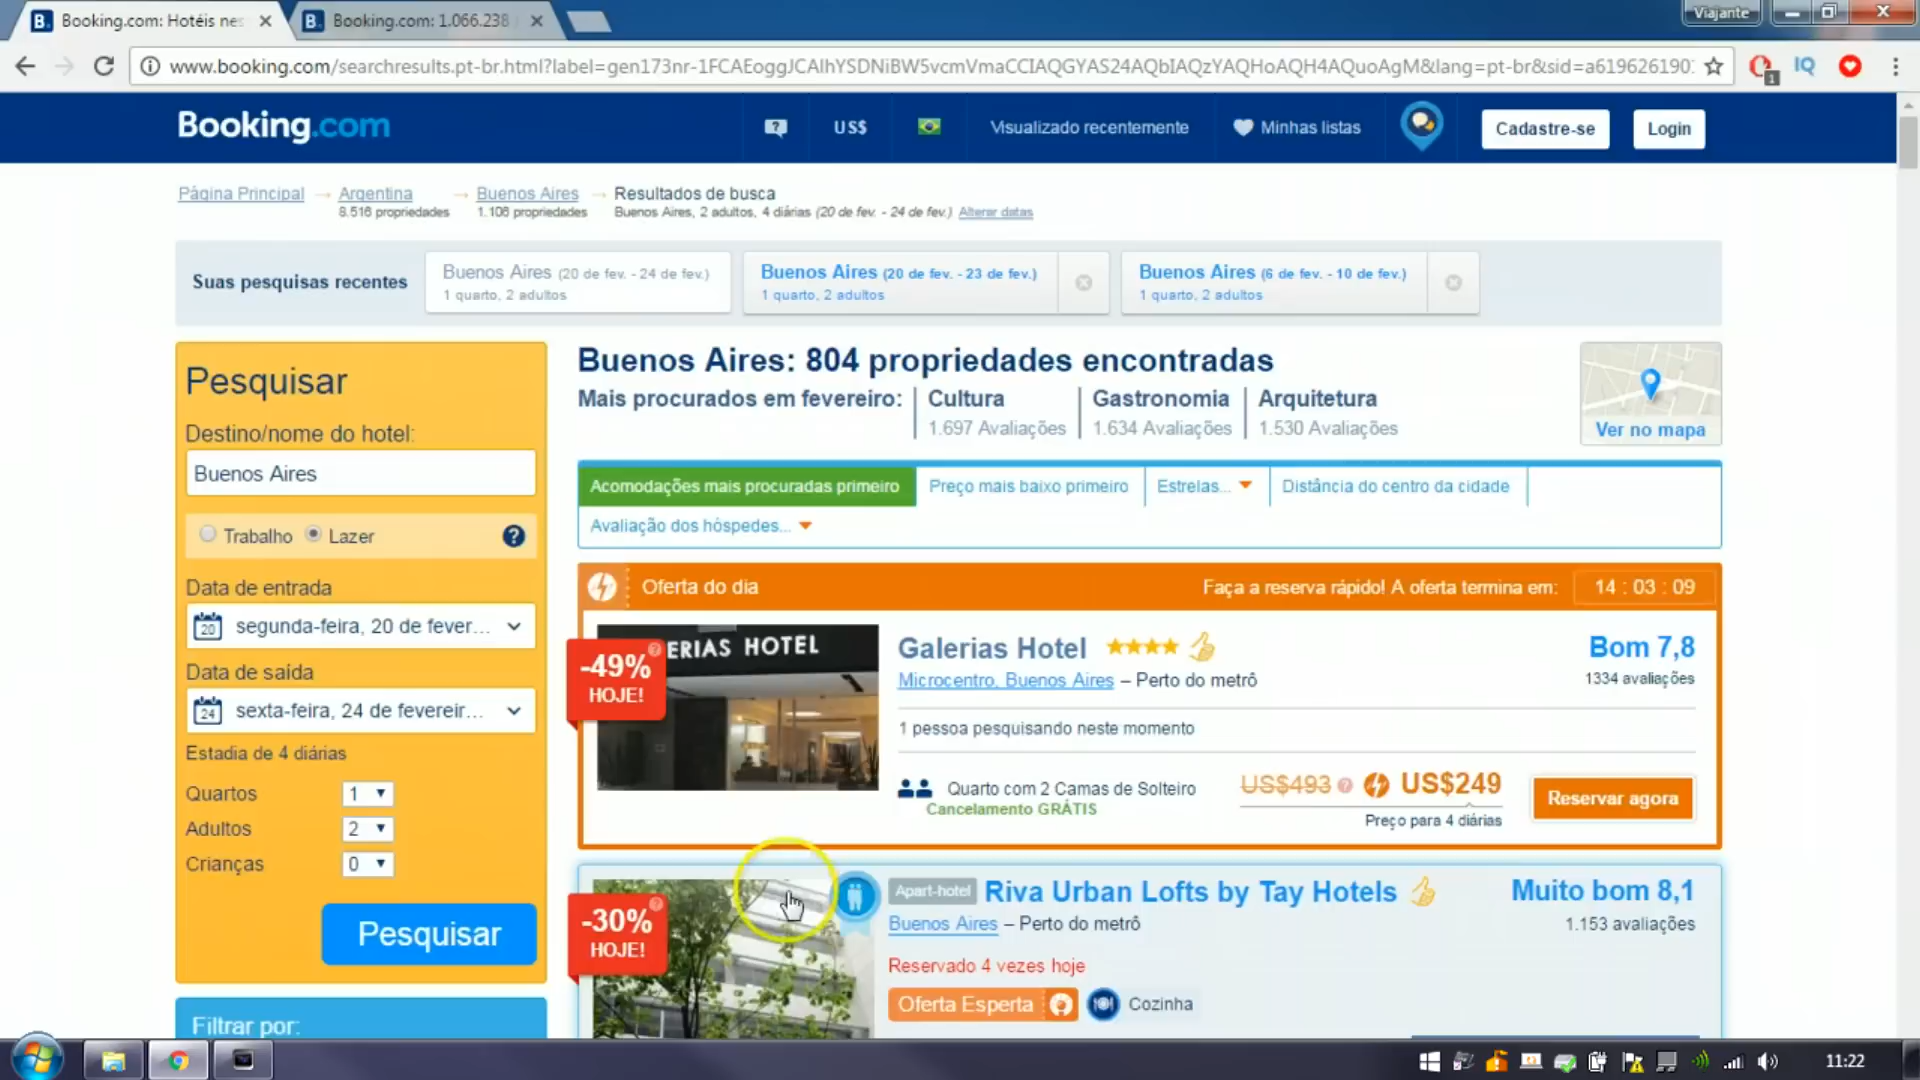 Booking.com: Hotéis nes
Booking.com: 1.066.238
Viajante
www.booking.com/searchresults.pt-br.html?label=gen173nr-1FCAEoggJCAlhYSDNiBW5vcmVmaCCIAQGYAS24AQbIAQzYAQHoAQH4AQuoAgM&lang=pt-br&sid=a619626190
1
IQ
Booking.com
US$
Visualizado recentemente
Minhas listas
Cadastre-se
Login
Página Principal → Argentina → Buenos Aires → Resultados de busca
8.516 propriedades
1.106 propriedades
Buenos Aires, 2 adultos, 4 diárias (20 de fev. - 24 de fev.) Alterar datas
Suas pesquisas recentes
Buenos Aires (20 de fev. - 24 de fev.)
1 quarto, 2 adultos
Buenos Aires (20 de fev. - 23 de fev.)
1 quarto, 2 adultos
Buenos Aires (6 de fev. - 10 de fev.)
1 quarto, 2 adultos
Pesquisar
Destino/nome do hotel:
Buenos Aires
Trabalho
Lazer
?
Data de entrada
20
segunda-feira, 20 de fever...
Data de saída
24
sexta-feira, 24 de fevereir...
Estadia de 4 diárias
Quartos
1
Adultos
2
Crianças
0
Pesquisar
Filtrar por:
Buenos Aires: 804 propriedades encontradas
Mais procurados em fevereiro:
Cultura
1.697 Avaliações
Gastronomia
1.634 Avaliações
Arquitetura
1.530 Avaliações
Ver no mapa
Acomodações mais procuradas primeiro
Preço mais baixo primeiro
Estrelas...
Distância do centro da cidade
Avaliação dos hóspedes...
Oferta do dia
Faça a reserva rápido! A oferta termina em:
14 : 03 : 09
ERIAS HOTEL
-49%
HOJE!
Galerias Hotel
Microcentro, Buenos Aires – Perto do metrô
Bom 7,8
1334 avaliações
1 pessoa pesquisando neste momento
Quarto com 2 Camas de Solteiro
Cancelamento GRÁTIS
US$493
US$249
Preço para 4 diárias
Reservar agora
-30%
HOJE!
Apart-hotel
Riva Urban Lofts by Tay Hotels
Buenos Aires – Perto do metrô
Muito bom 8,1
1.153 avaliações
Reservado 4 vezes hoje
Oferta Esperta
Cozinha
11:22